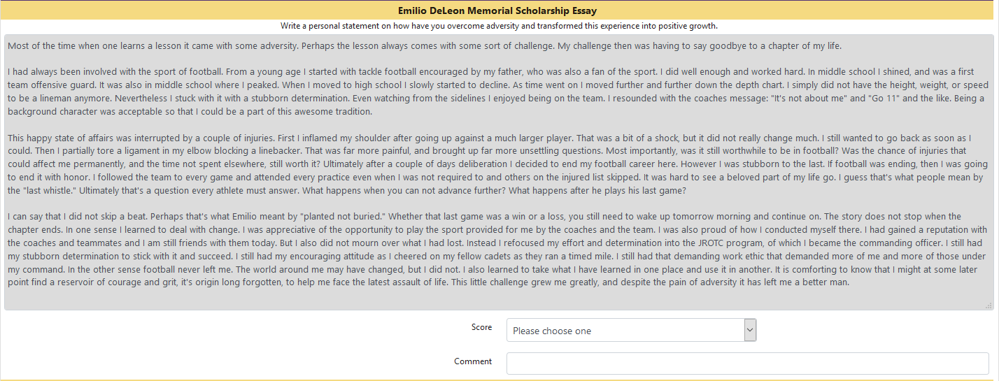 Emilio DeLeon Memorial Scholarship Essay
Write a personal statement on how have you overcome adversity and transformed this experience into positive growth.
Most of the time when one learns a lesson it came with some adversity. Perhaps the lesson always comes with some sort of challenge. My challenge then was having to say goodbye to a chapter of my life.
I had always been involved with the sport of football. From a young age I started with tackle football encouraged by my father, who was also a fan of the sport. I did well enough and worked hard. In middle school I shined, and was a first
team offensive guard. It was also in middle school where I peaked. When I moved to high school I slowly started to decline. As time went on I moved further and further down the depth chart. I simply did not have the height, weight, or speed
to be a lineman anymore. Nevertheless I stuck with it with a stubborn determination. Even watching from the sidelines I enjoyed being on the team. I resounded with the coaches message: "It's not about me" and "Go 11" and the like. Being a
background character was acceptable so that I could be a part of this awesome tradition.
This happy state of affairs was interrupted by a couple of injuries. First I inflamed my shoulder after going up against a much larger player. That was a bit of a shock, but it did not really change much. I still wanted to go back as soon as I
could. Then I partially tore a ligament in my elbow blocking a linebacker. That was far more painful, and brought up far more unsettling questions. Most importantly, was it still worthwhile to be in football? Was the chance of injuries that
could affect me permanently, and the time not spent elsewhere, still worth it? Ultimately after a couple of days deliberation I decided to end my football career here. However I was stubborn to the last. If football was ending, then I was going
to end it with honor. I followed the team to every game and attended every practice even when I was not required to and others on the injured list skipped. It was hard to see a beloved part of my life go. I guess that's what people mean by
the "last whistle." Ultimately that's a question every athlete must answer. What happens when you can not advance further? What happens after he plays his last game?
I can say that I did not skip a beat. Perhaps that's what Emilio meant by "planted not buried." Whether that last game was a win or a loss, you still need to wake up tomorrow morning and continue on. The story does not stop when the
chapter ends. In one sense I learned to deal with change. I was appreciative of the opportunity to play the sport provided for me by the coaches and the team. I was also proud of how I conducted myself there. I had gained a reputation with
the coaches and teammates and I am still friends with them today. But I also did not mourn over what I had lost. Instead I refocused my effort and determination into the JROTC program, of which I became the commanding officer. I still had
my stubborn determination to stick with it and succeed. I still had my encouraging attitude as I cheered on my fellow cadets as they ran a timed mile. I still had that demanding work ethic that demanded more of me and more of those under
my command. In the other sense football never left me. The world around me may have changed, but I did not. I also learned to take what I have learned in one place and use it in another. It is comforting to know that I might at some later
point find a reservoir of courage and grit, it's origin long forgotten, to help me face the latest assault of life. This little challenge grew me greatly, and despite the pain of adversity it has left me a better man.
Score
Please choose one
Comment